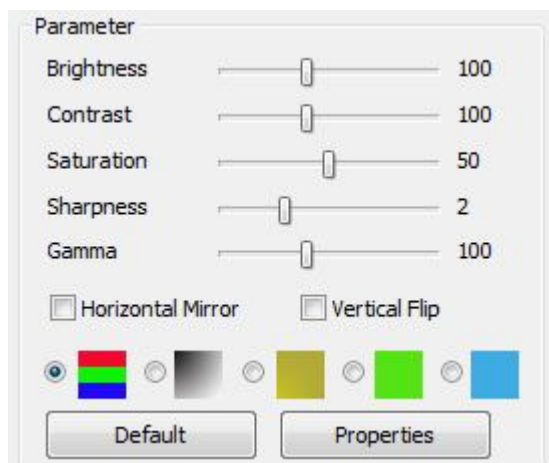 Parameter
Brightness 100
Contrast 100
Saturation 50
Sharpness 2
Gamma 100
Horizontal Mirror Vertical Flip
Default Properties